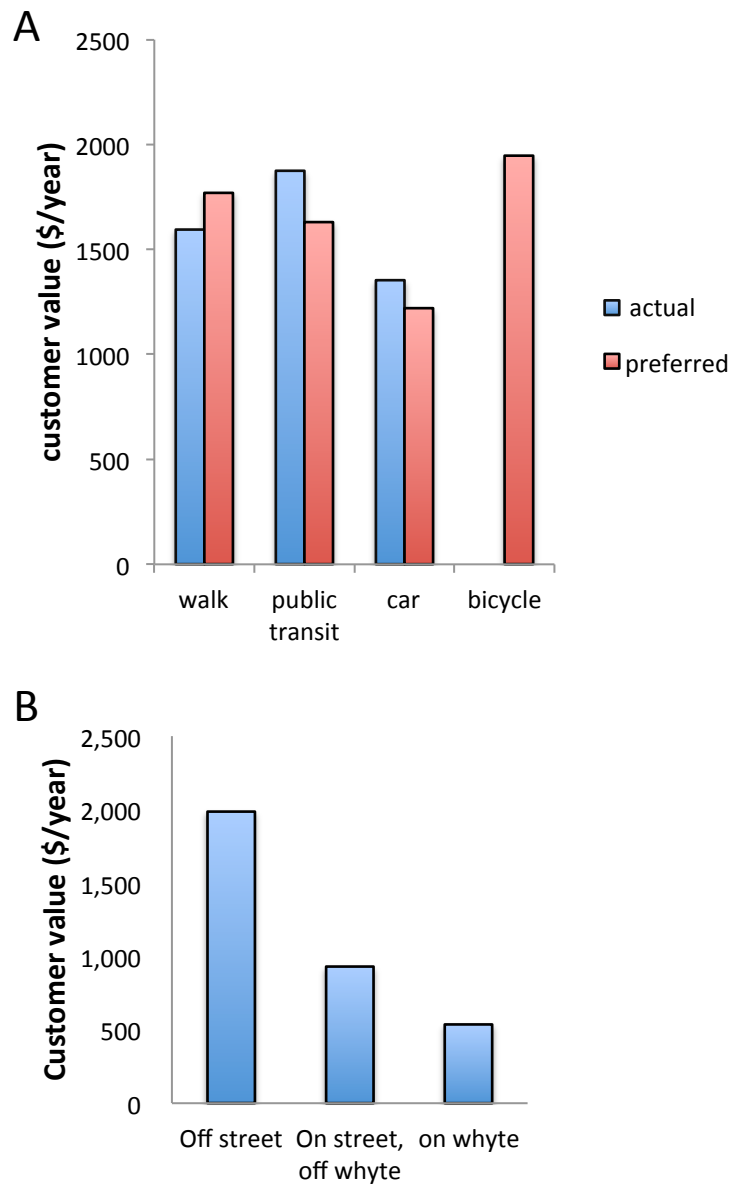 A
2500
2000
1500
1000
500
0
customer value ($/year)
walk
public
transit
car
bicycle
actual
preferred
B
2,500
2,000
1,500
1,000
500
0
Customer value ($/year)
Off street
On street,
off whyte
on whyte